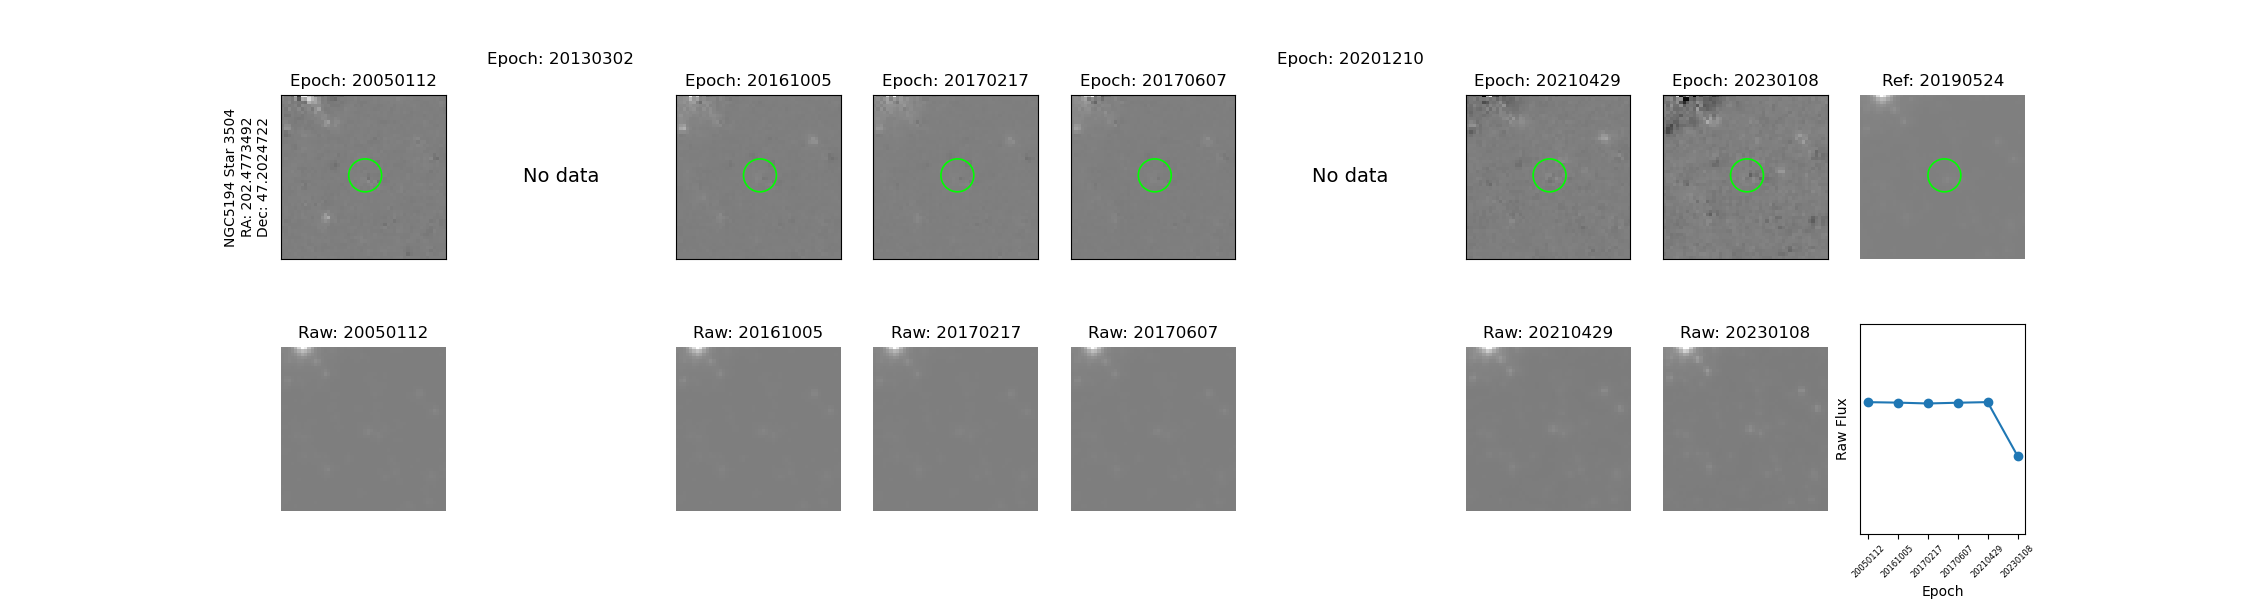 Epoch: 20130302
Epoch: 20201210
Epoch: 20050112
Epoch: 20161005
Epoch: 20170217
Epoch: 20170607
Epoch: 20210429
Epoch: 20230108
Ref: 20190524
NGC5194 Star 3504
RA: 202.4773492
Dec: 47.2024722
No data
No data
Raw: 20050112
Raw: 20161005
Raw: 20170217
Raw: 20170607
Raw: 20210429
Raw: 20230108
Raw Flux
20050112
20161005
20170217
20170607
20210429
20230108
Epoch